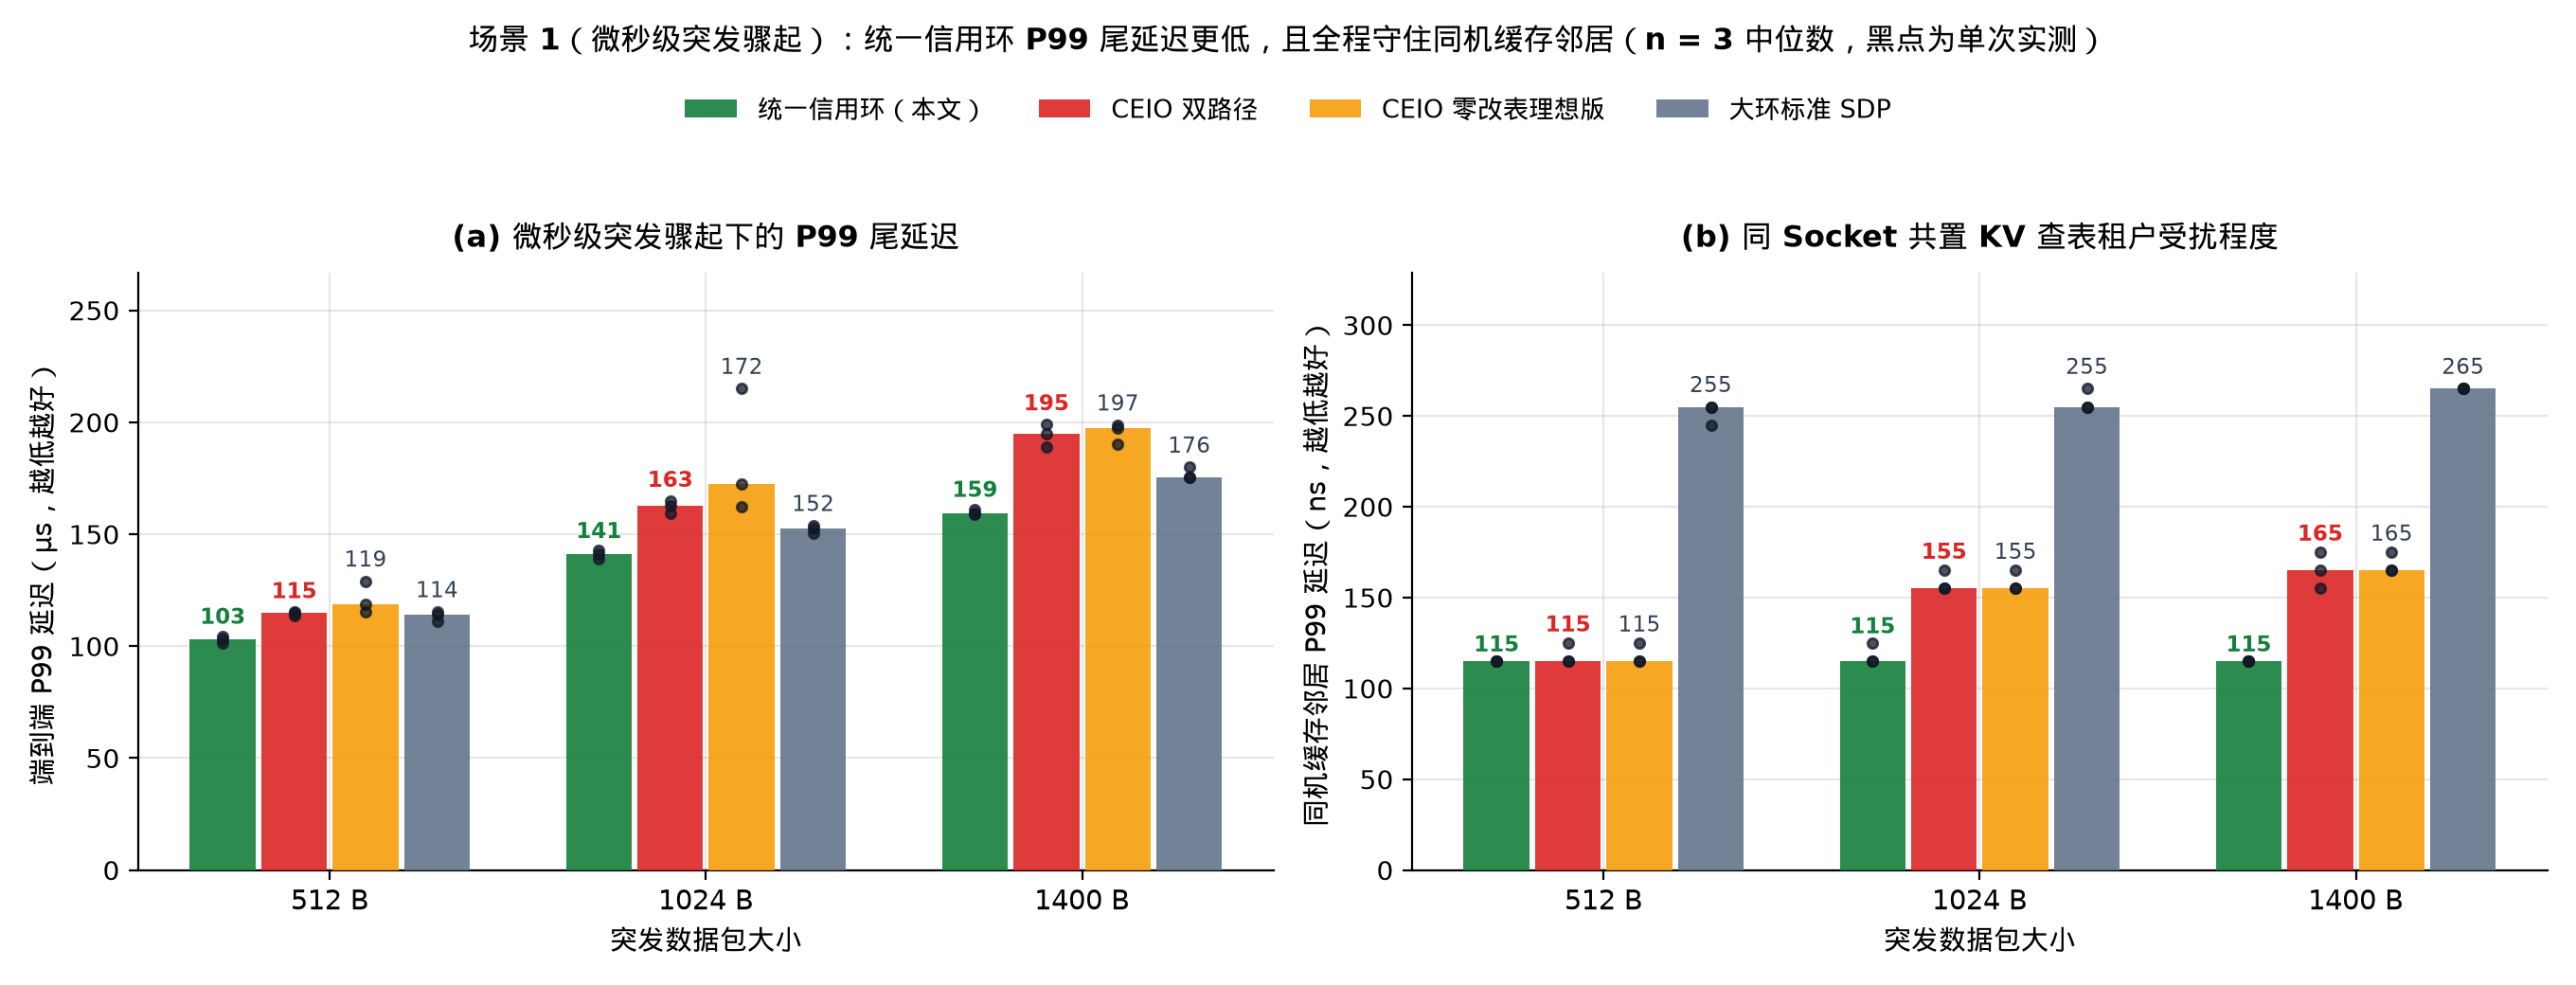 场景 1（微秒级突发骤起）：统一信用环 P99 尾延迟更低，且全程守住同机缓存邻居（n = 3 中位数，黑点为单次实测）
统一信用环（本文） CEIO 双路径 CEIO 零改表理想版 大环标准 SDP
(a) 微秒级突发骤起下的 P99 尾延迟
端到端 P99 延迟（μs，越低越好）
250
200
150
100
50
0
103 115 119 114
141 163 172 152
159 195 197 176
512 B 1024 B 1400 B
突发数据包大小
(b) 同 Socket 共置 KV 查表租户受扰程度
同机缓存邻居 P99 延迟（ns，越低越好）
300
250
200
150
100
50
0
115 115 115 255
115 155 155 255
115 165 165 265
512 B 1024 B 1400 B
突发数据包大小